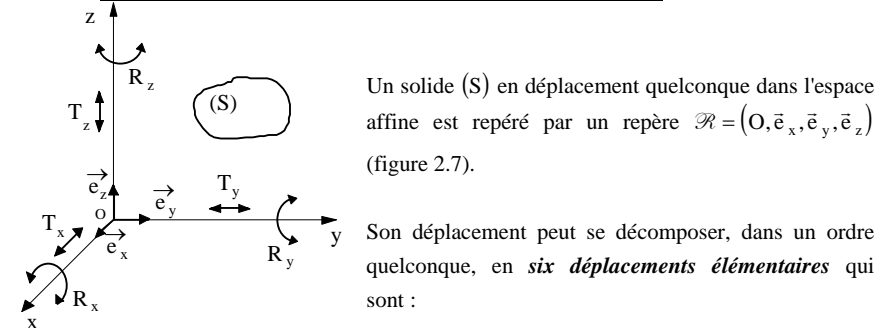 z
R z
T z
(S)
e z
e y
T y
O
T x
e x
y
R y
R x
x
Un solide (S) en déplacement quelconque dans l'espace
affine est repéré par un repère ℛ = (O, e⃗ x, e⃗ y, e⃗ z)
(figure 2.7).
Son déplacement peut se décomposer, dans un ordre
quelconque, en six déplacements élémentaires qui
sont :